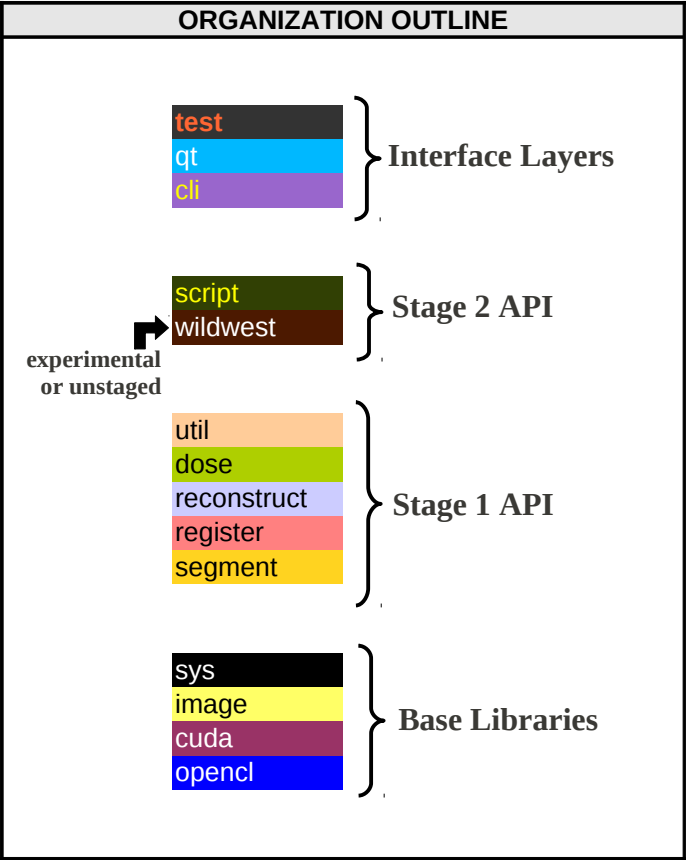 ORGANIZATION OUTLINE
test
qt
cli
Interface Layers
script
wildwest
Stage 2 API
experimental
or unstaged
util
dose
reconstruct
register
segment
Stage 1 API
sys
image
cuda
opencl
Base Libraries